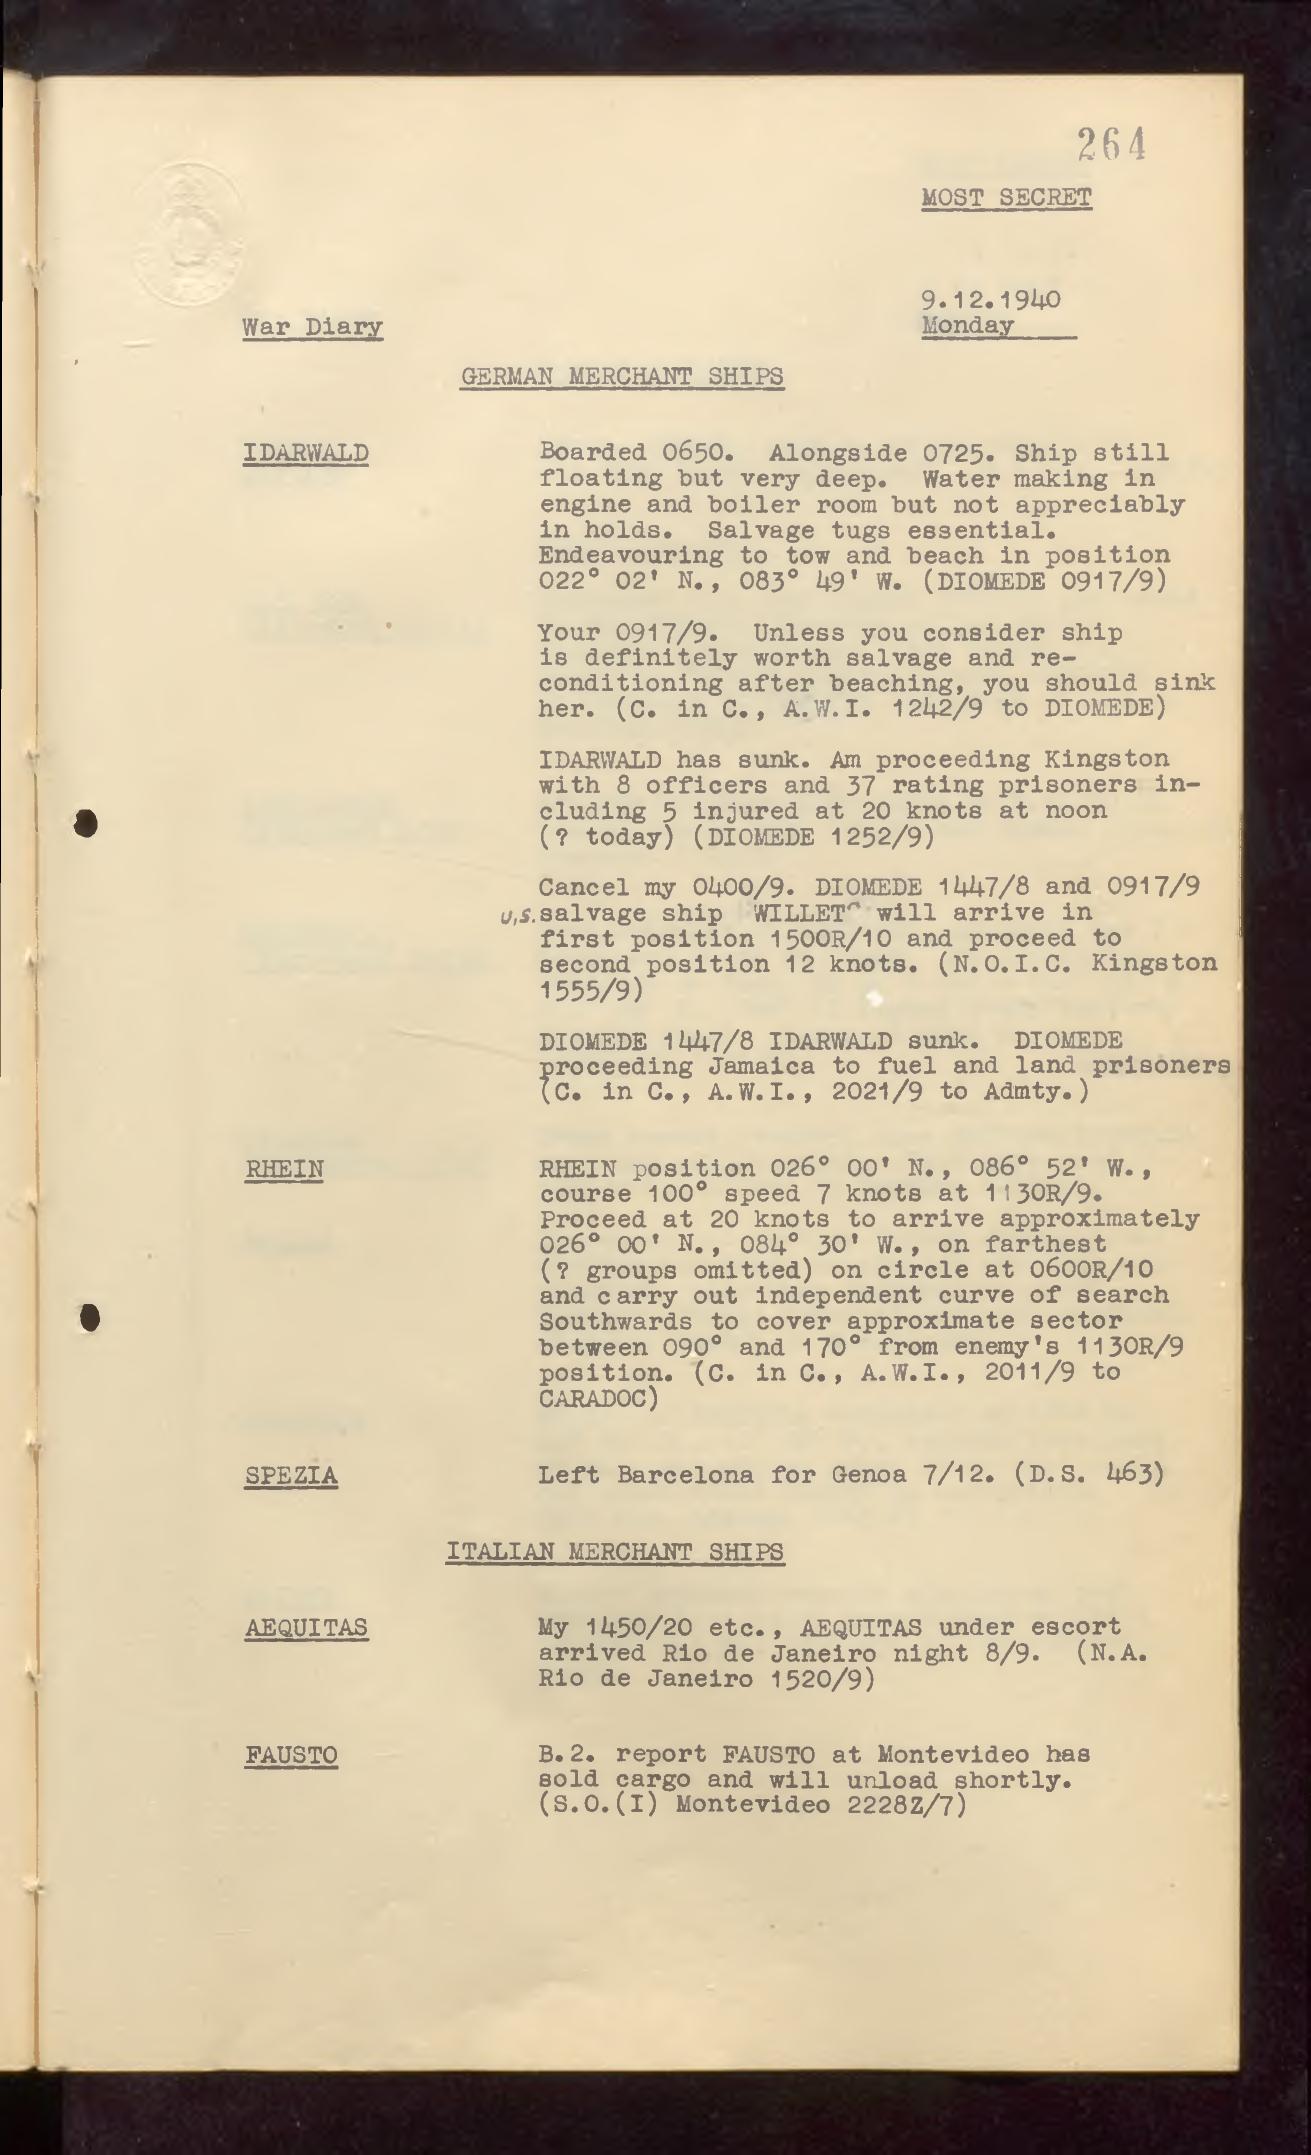 264
MOST SECRET
9.12.1940
War Diary
Monday
GERMAN MERCHANT SHIPS
IDARWALD
Boarded 0650. Alongside 0725. Ship still
floating but very deep. Water making in
engine and boiler room but not appreciably
in holds. Salvage tugs essential.
Endeavouring to tow and beach in position
022° 02' N., 083° 49' W. (DIOMEDE 0917/9)
Your 0917/9. Unless you consider ship
is definitely worth salvage and re-
conditioning after beaching, you should sink
her. (C. in C., A.W.I. 1242/9 to DIOMEDE)
IDARWALD has sunk. Am proceeding Kingston
with 8 officers and 37 rating prisoners in-
cluding 5 injured at 20 knots at noon
(? today) (DIOMEDE 1252/9)
Cancel my 0400/9. DIOMEDE 1447/8 and 0917/9
U.S. salvage ship WILLET" will arrive in
first position 1500R/10 and proceed to
second position 12 knots. (N.O.I.C. Kingston
1555/9)
DIOMEDE 1447/8 IDARWALD sunk. DIOMEDE
proceeding Jamaica to fuel and land prisoners
(C. in C., A.W.I., 2021/9 to Admty.)
RHEIN
RHEIN position 026° 00' N., 086° 52' W.,
course 100° speed 7 knots at 1130R/9.
Proceed at 20 knots to arrive approximately
026° 00' N., 084° 30' W., on farthest
(? groups omitted) on circle at 0600R/10
and carry out independent curve of search
Southwards to cover approximate sector
between 090° and 170° from enemy's 1130R/9
position. (C. in C., A.W.I., 2011/9 to
CARADOC)
SPEZIA
Left Barcelona for Genoa 7/12. (D.S. 463)
ITALIAN MERCHANT SHIPS
AEQUITAS
My 1450/20 etc., AEQUITAS under escort
arrived Rio de Janeiro night 8/9. (N.A.
Rio de Janeiro 1520/9)
FAUSTO
B.2. report FAUSTO at Montevideo has
sold cargo and will unload shortly.
(S.O.(I) Montevideo 2228Z/7)